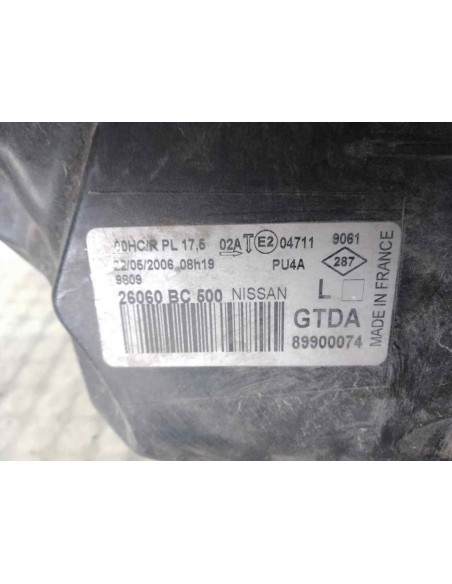 00HC/R PL 17,5 02A T E2 04711 9061
22/05/2006 08h19 PU4A 287
9809
26060 BC 500 NISSAN L
GTDA
89900074
MADE IN FRANCE